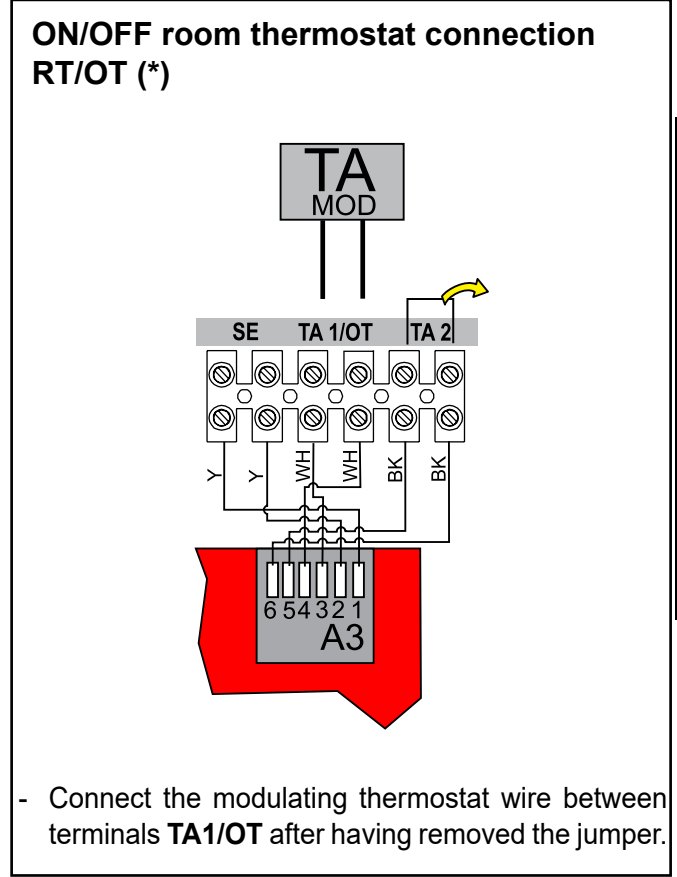 ON/OFF room thermostat connection
RT/OT (*)
TA
MOD
SE TA 1/OT TA 2
Y Y WH WH BK BK
6 5 4 3 2 1
A3
- Connect the modulating thermostat wire between
terminals TA1/OT after having removed the jumper.